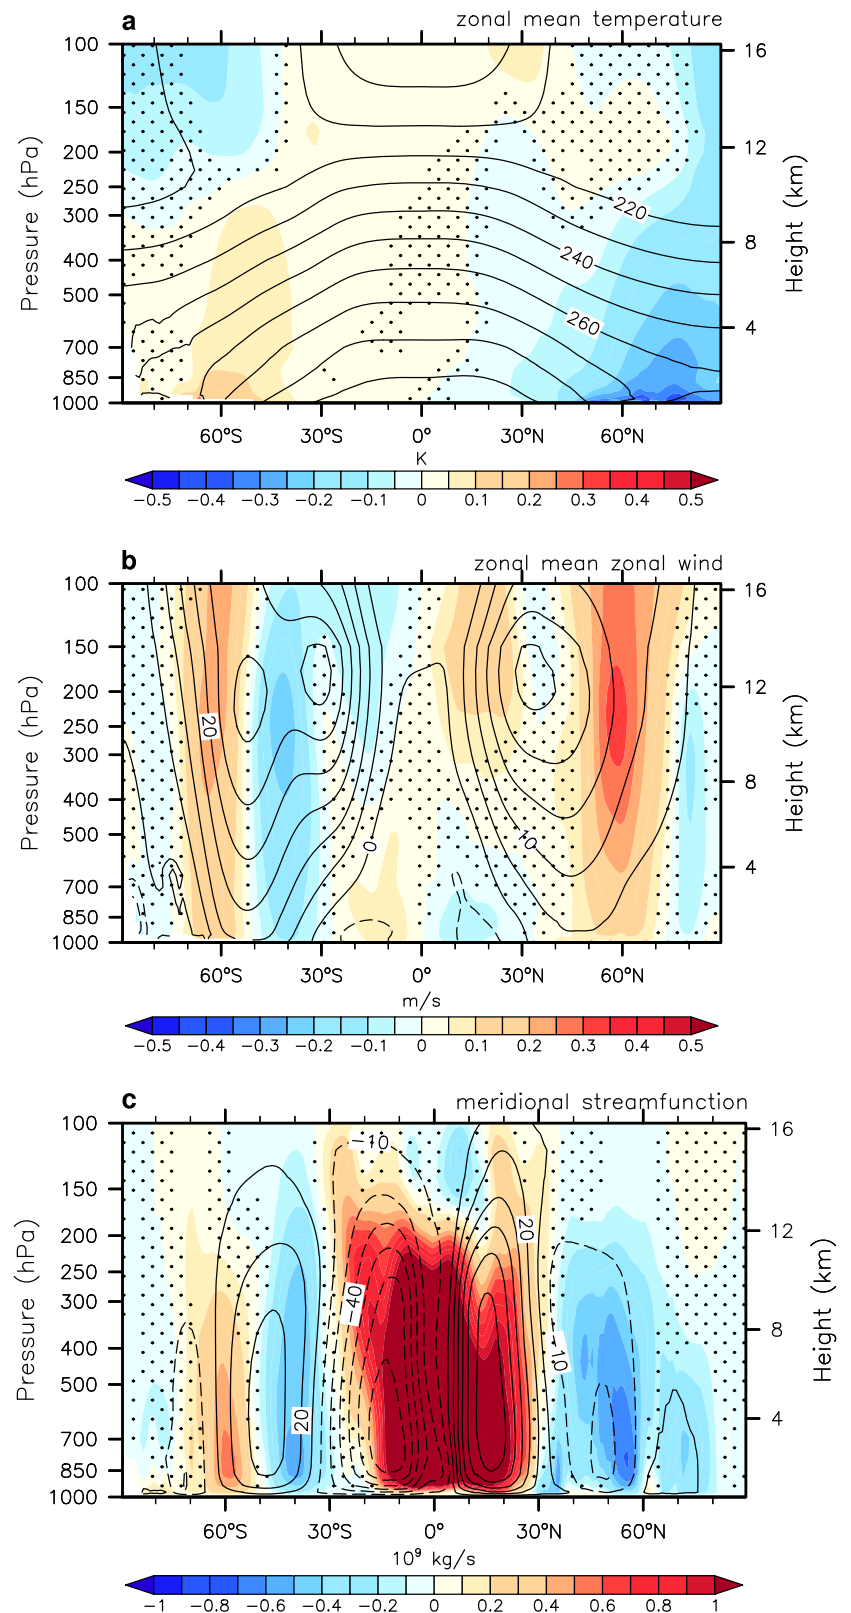 a
zonal mean temperature
100
150
200
250
300
400
500
700
850
1000
Pressure (hPa)
16
12
8
4
Height (km)
220
240
260
60°S 30°S 0° 30°N 60°N
K
−0.5 −0.4 −0.3 −0.2 −0.1 0 0.1 0.2 0.3 0.4 0.5
b
zonal mean zonal wind
100
150
200
250
300
400
500
700
850
1000
Pressure (hPa)
16
12
8
4
Height (km)
20
0
10
60°S 30°S 0° 30°N 60°N
m/s
−0.5 −0.4 −0.3 −0.2 −0.1 0 0.1 0.2 0.3 0.4 0.5
c
meridional streamfunction
100
150
200
250
300
400
500
700
850
1000
Pressure (hPa)
16
12
8
4
Height (km)
−10
20
−40
−10
20
60°S 30°S 0° 30°N 60°N
10⁹ kg/s
−1 −0.8 −0.6 −0.4 −0.2 0 0.2 0.4 0.6 0.8 1